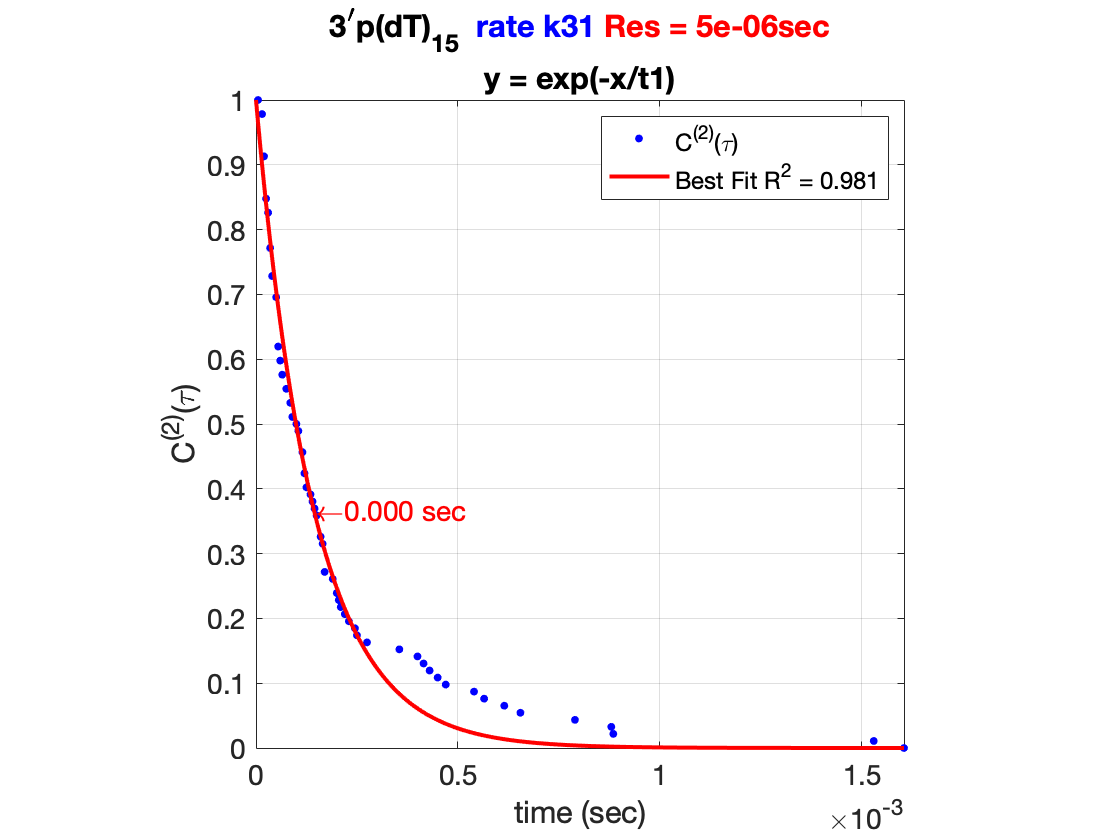 3′p(dT)₁₅ rate k31 Res = 5e-06sec
y = exp(-x/t1)
1
C⁽²⁾(τ)
0.9
Best Fit R² = 0.981
0.8
0.7
0.6
0.5
C⁽²⁾(τ)
0.4
←0.000 sec
0.3
0.2
0.1
0
0 0.5 1 1.5
time (sec) ×10⁻³